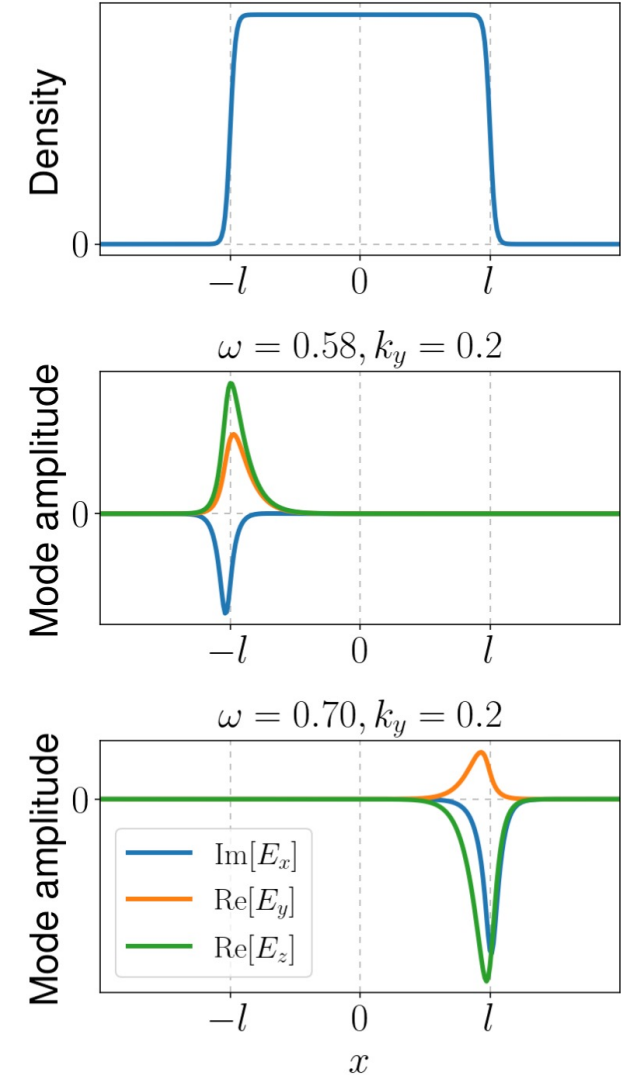 Density
0
−l 0 l
ω = 0.58, k_y = 0.2
Mode amplitude
0
−l 0 l
ω = 0.70, k_y = 0.2
Mode amplitude
0
Im[E_x]
Re[E_y]
Re[E_z]
−l 0 l
x